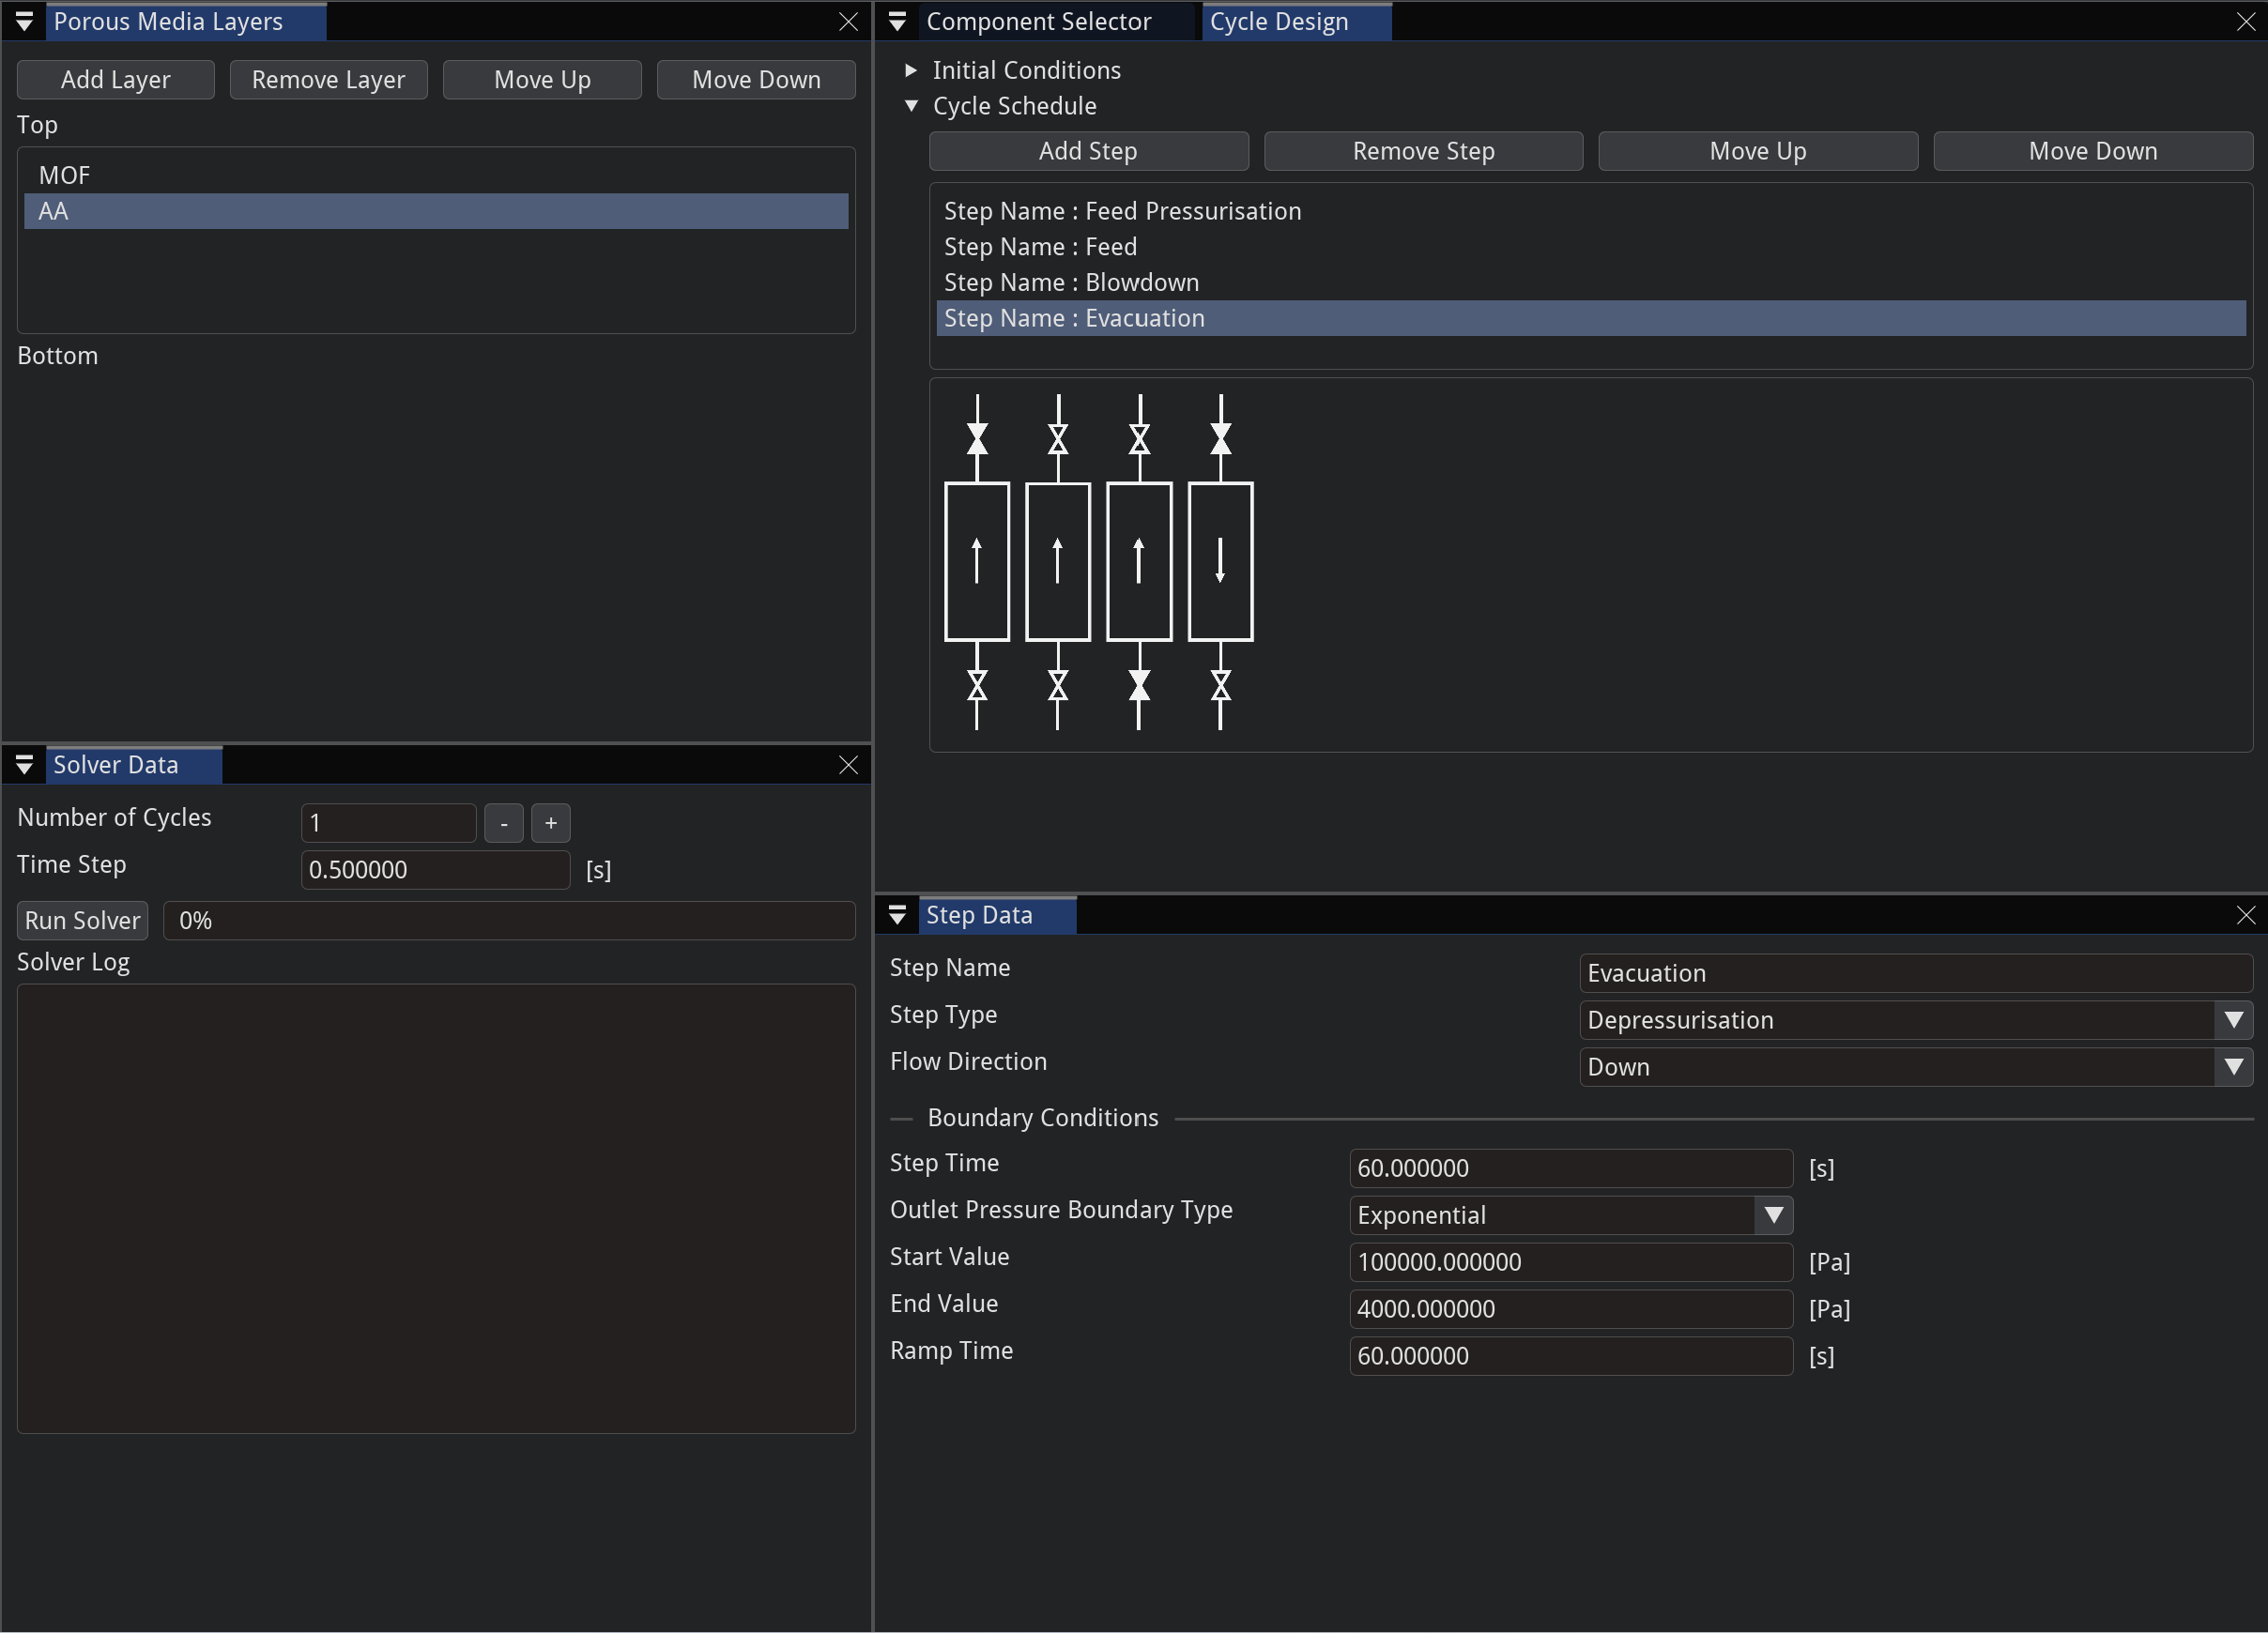 Porous Media Layers
Add Layer Remove Layer Move Up Move Down
Top
MOF
AA
Bottom
Solver Data
Number of Cycles 1 - +
Time Step 0.500000 [s]
Run Solver 0%
Solver Log
Component Selector Cycle Design
Initial Conditions
Cycle Schedule
Add Step Remove Step Move Up Move Down
Step Name : Feed Pressurisation
Step Name : Feed
Step Name : Blowdown
Step Name : Evacuation
Step Data
Step Name Evacuation
Step Type Depressurisation
Flow Direction Down
Boundary Conditions
Step Time 60.000000 [s]
Outlet Pressure Boundary Type Exponential
Start Value 100000.000000 [Pa]
End Value 4000.000000 [Pa]
Ramp Time 60.000000 [s]